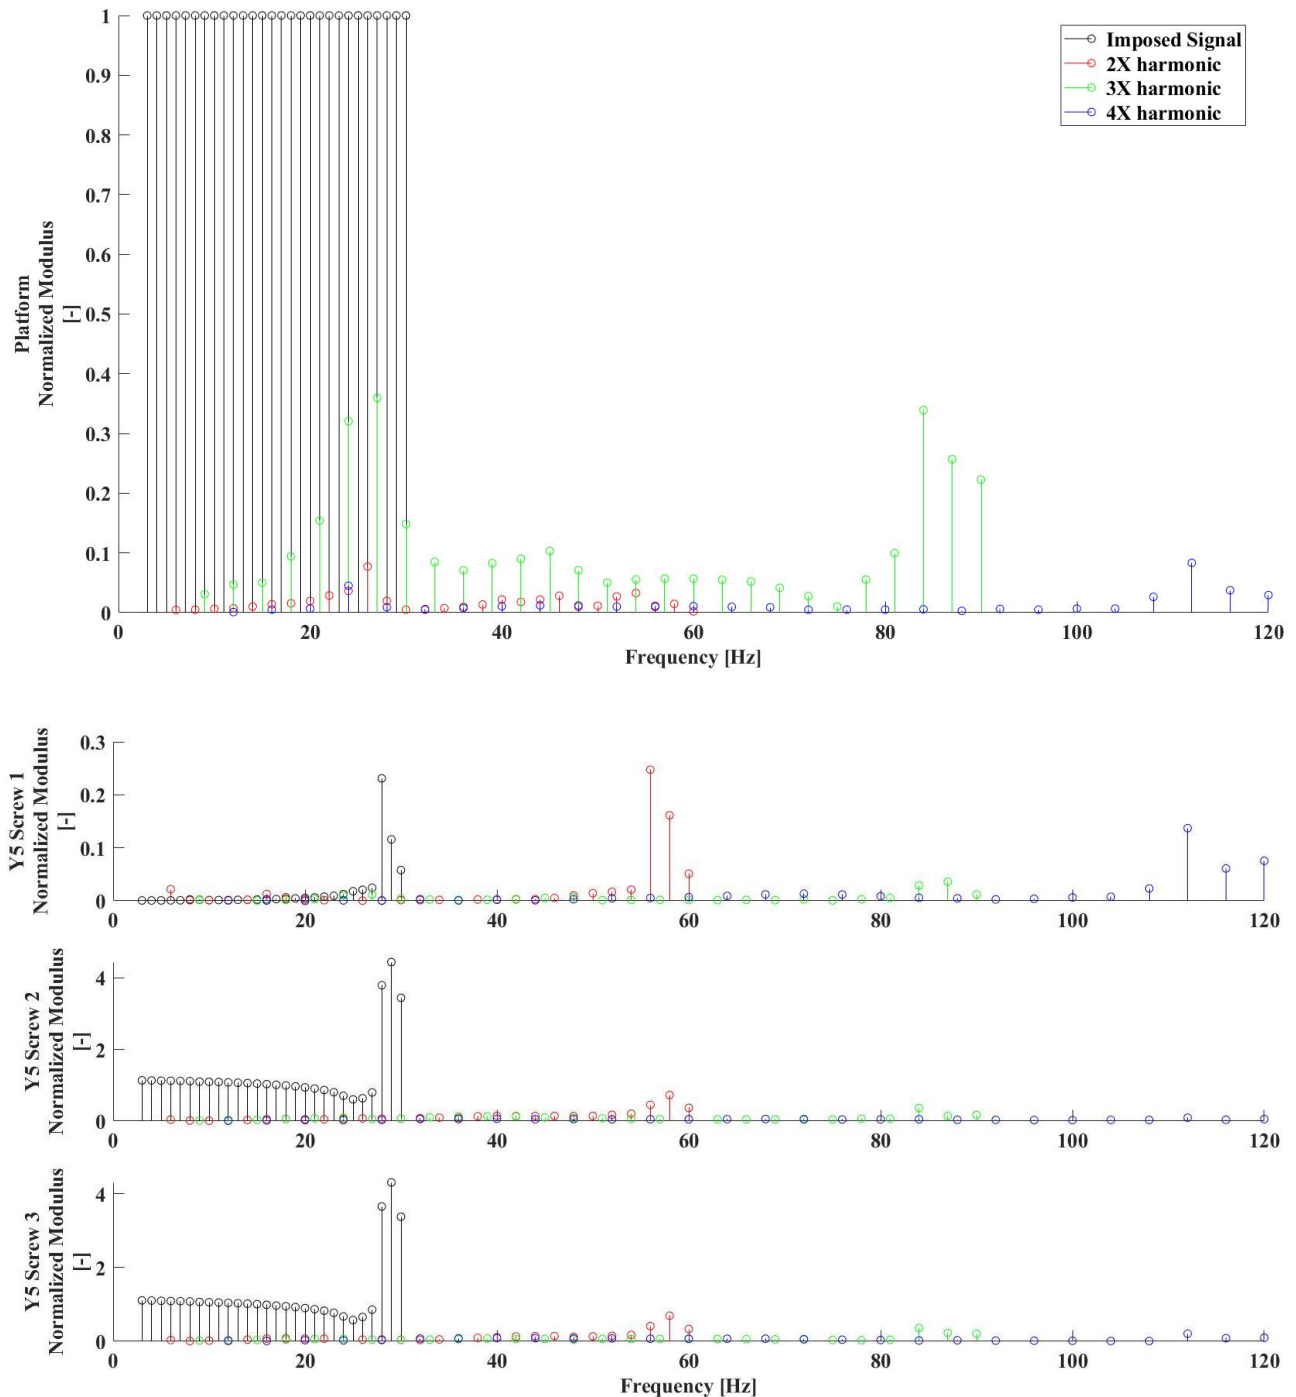 Imposed Signal
2X harmonic
3X harmonic
4X harmonic
Platform
Normalized Modulus
[-]
1
0.9
0.8
0.7
0.6
0.5
0.4
0.3
0.2
0.1
0
0 20 40 60 80 100 120
Frequency [Hz]
Y5 Screw 1
Normalized Modulus
[-]
0.3
0.2
0.1
0
0 20 40 60 80 100 120
Y5 Screw 2
Normalized Modulus
[-]
4
2
0
0 20 40 60 80 100 120
Y5 Screw 3
Normalized Modulus
[-]
4
2
0
0 20 40 60 80 100 120
Frequency [Hz]